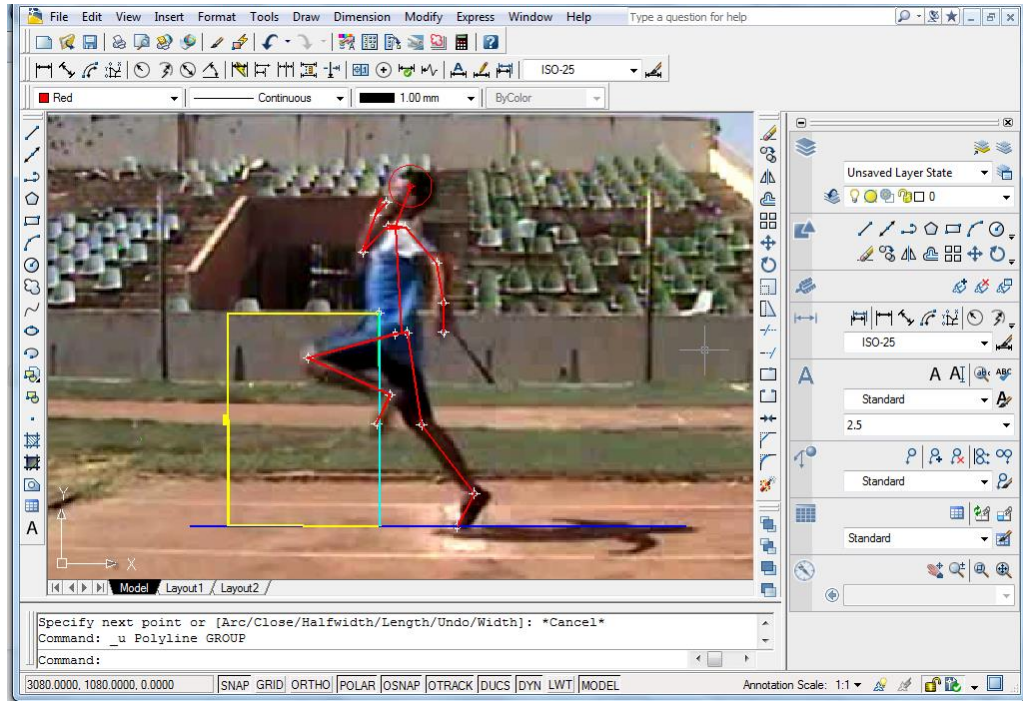 File Edit View Insert Format Tools Draw Dimension Modify Express Window Help Type a question for help
ISO-25
Red Continuous 1.00 mm ByColor
Unsaved Layer State
0
ISO-25
A A ABC
Standard
2.5
Standard
Standard
A
Y
X
Model Layout1 Layout2
Specify next point or [Arc/Close/Halfwidth/Length/Undo/Width]: *Cancel*
Command: _u Polyline GROUP
Command:
3080.0000, 1080.0000, 0.0000 SNAP GRID ORTHO POLAR OSNAP OTRACK DUCS DYN LWT MODEL Annotation Scale: 1:1